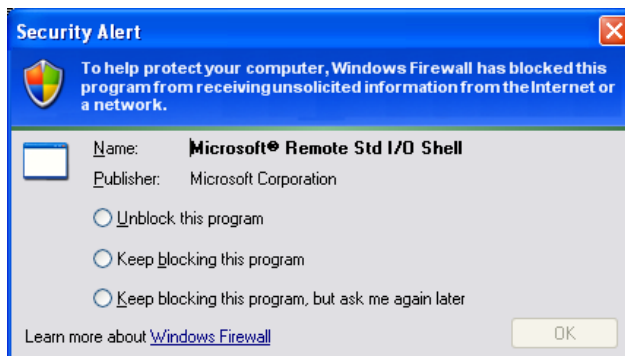 Security Alert
To help protect your computer, Windows Firewall has blocked this
program from receiving unsolicited information from the Internet or
a network.
Name: Microsoft® Remote Std I/O Shell
Publisher: Microsoft Corporation
Unblock this program
Keep blocking this program
Keep blocking this program, but ask me again later
Learn more about Windows Firewall
OK